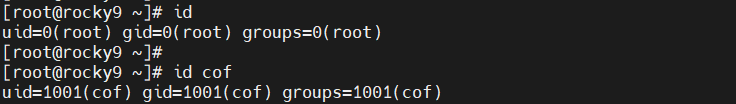 [root@rocky9 ~]# id
uid=0(root) gid=0(root) groups=0(root)
[root@rocky9 ~]#
[root@rocky9 ~]# id cof
uid=1001(cof) gid=1001(cof) groups=1001(cof)